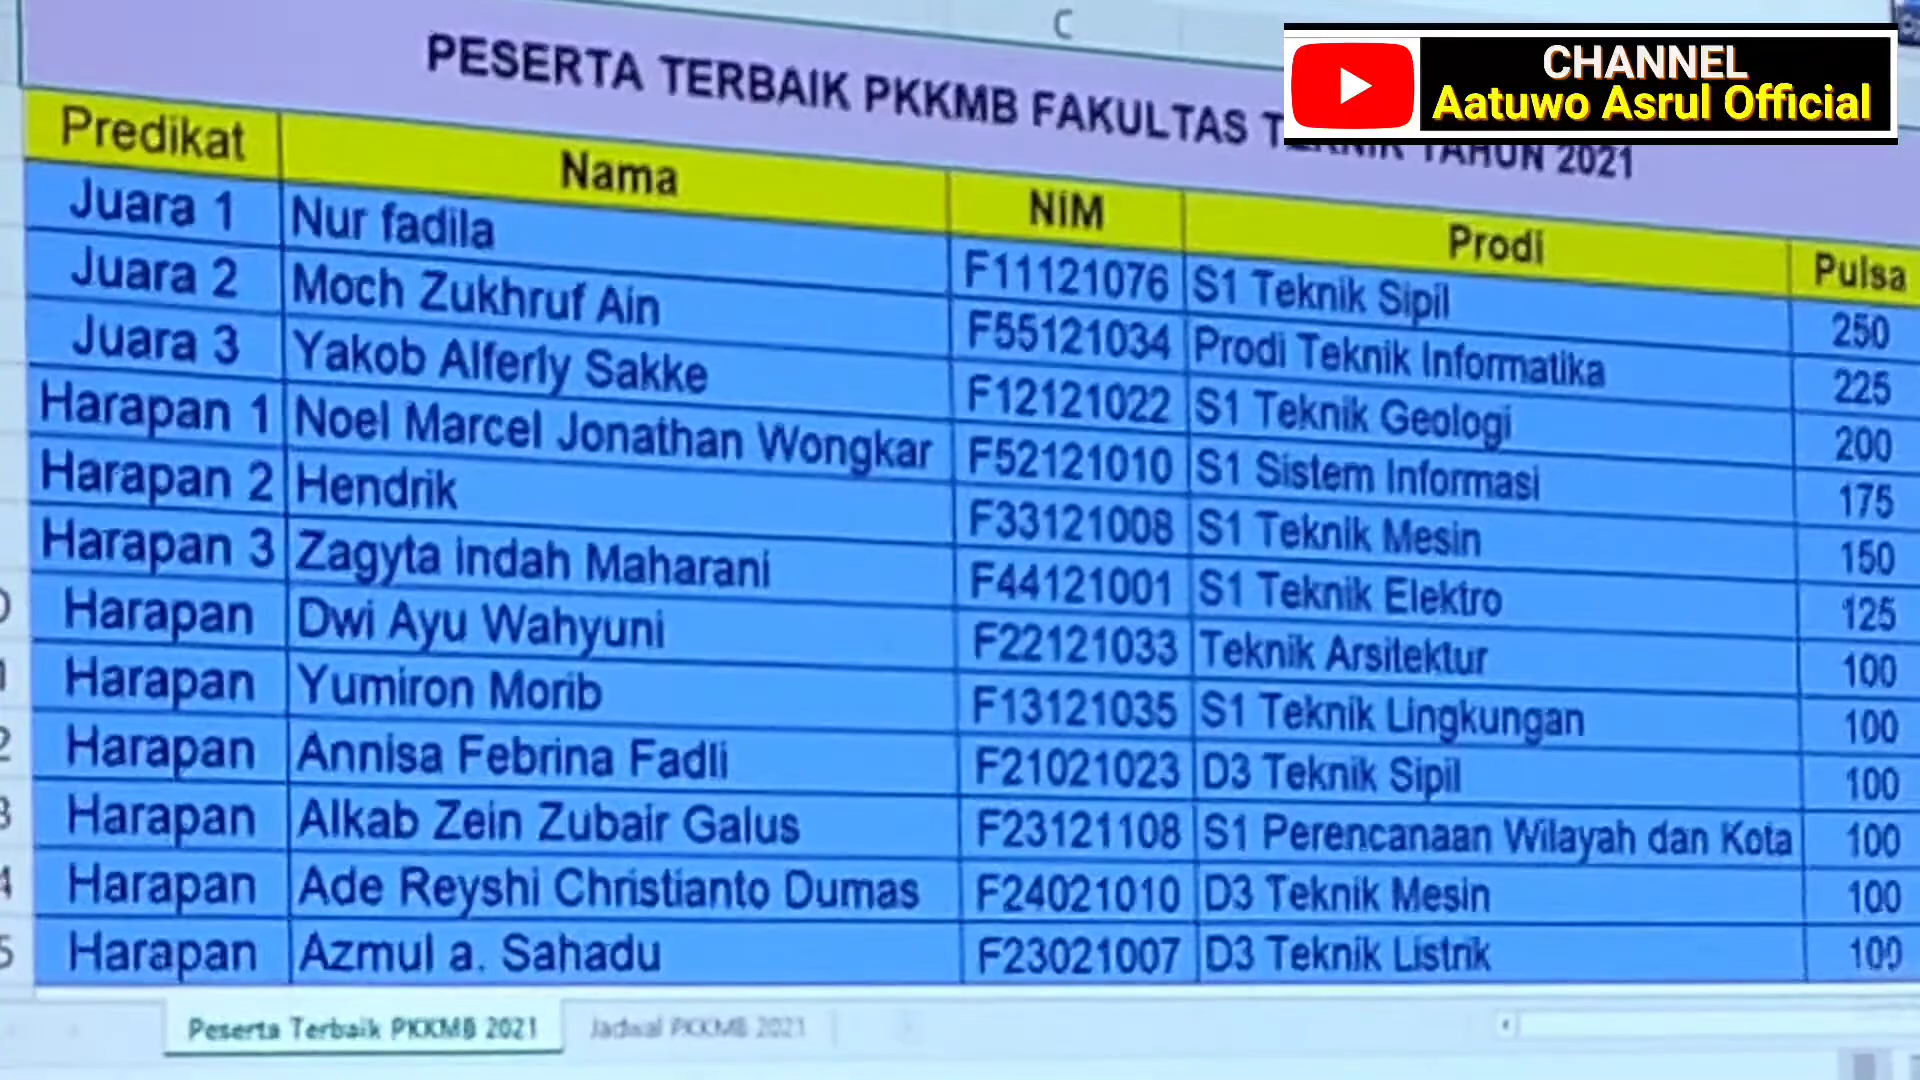 C
CHANNEL
Aatuwo Asrul Official
PESERTA TERBAIK PKKMB FAKULTAS TEKNIK TAHUN 2021
Predikat Nama NIM Prodi Pulsa
Juara 1 Nur fadila F11121076 S1 Teknik Sipil 250
Juara 2 Moch Zukhruf Ain F55121034 Prodi Teknik Informatika 225
Juara 3 Yakob Alferly Sakke F12121022 S1 Teknik Geologi 200
Harapan 1 Noel Marcel Jonathan Wongkar F52121010 S1 Sistem Informasi 175
Harapan 2 Hendrik F33121008 S1 Teknik Mesin 150
Harapan 3 Zagyta indah Maharani F44121001 S1 Teknik Elektro 125
Harapan Dwi Ayu Wahyuni F22121033 Teknik Arsitektur 100
Harapan Yumiron Morib F13121035 S1 Teknik Lingkungan 100
Harapan Annisa Febrina Fadli F21021023 D3 Teknik Sipil 100
Harapan Alkab Zein Zubair Galus F23121108 S1 Perencanaan Wilayah dan Kota 100
Harapan Ade Reyshi Christianto Dumas F24021010 D3 Teknik Mesin 100
Harapan Azmul a. Sahadu F23021007 D3 Teknik Listrik 100
Peserta Terbaik PKKMB 2021 Jadwal PKKMB 2021